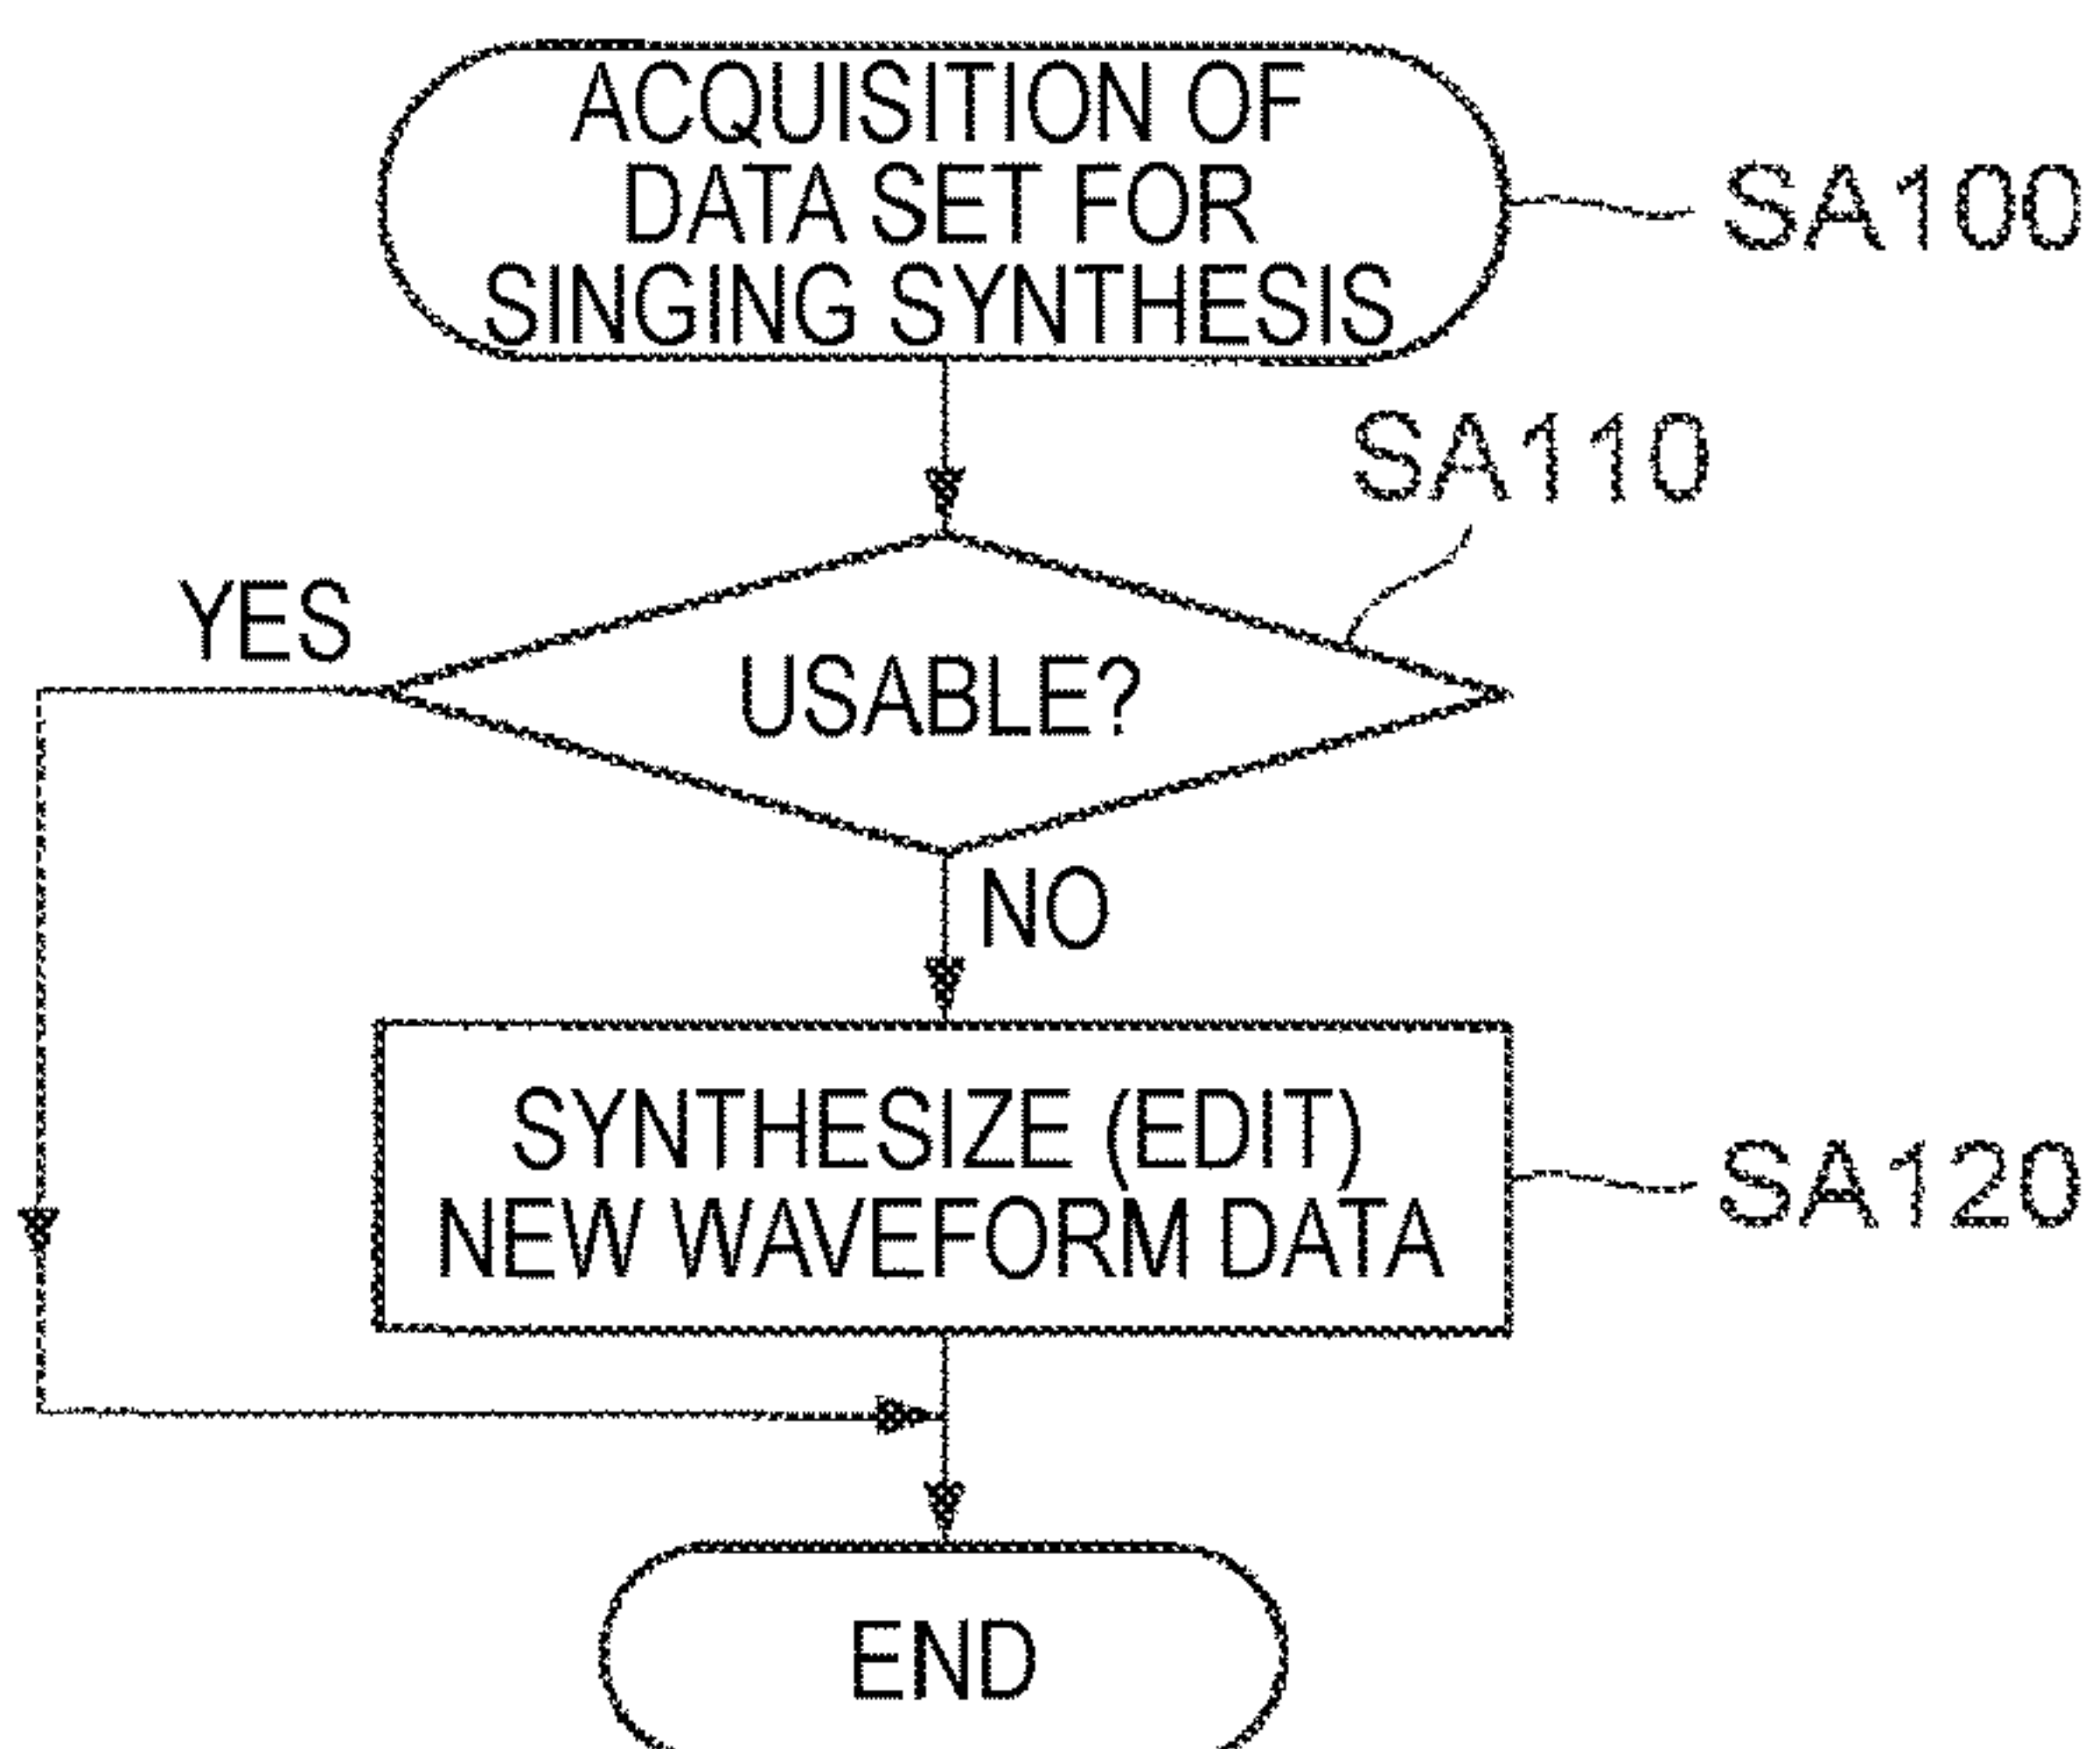 ACQUISITION OF
DATA SET FOR
SINGING SYNTHESIS
SA100
SA110
YES
USABLE?
NO
SYNTHESIZE (EDIT)
NEW WAVEFORM DATA
SA120
END